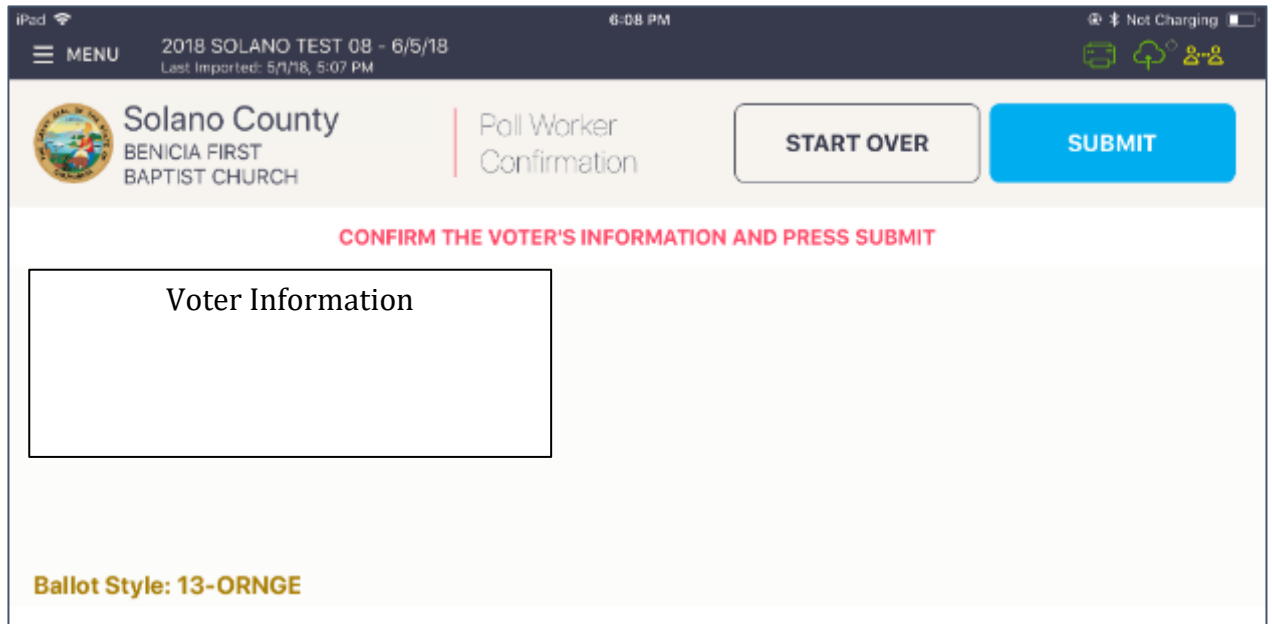 iPad 6:08 PM Not Charging
MENU
2018 SOLANO TEST 08 - 6/5/18
Last Imported: 5/1/18, 5:07 PM
Solano County
BENICIA FIRST
BAPTIST CHURCH
Poll Worker
Confirmation
START OVER
SUBMIT
CONFIRM THE VOTER'S INFORMATION AND PRESS SUBMIT
Voter Information
Ballot Style: 13-ORNGE